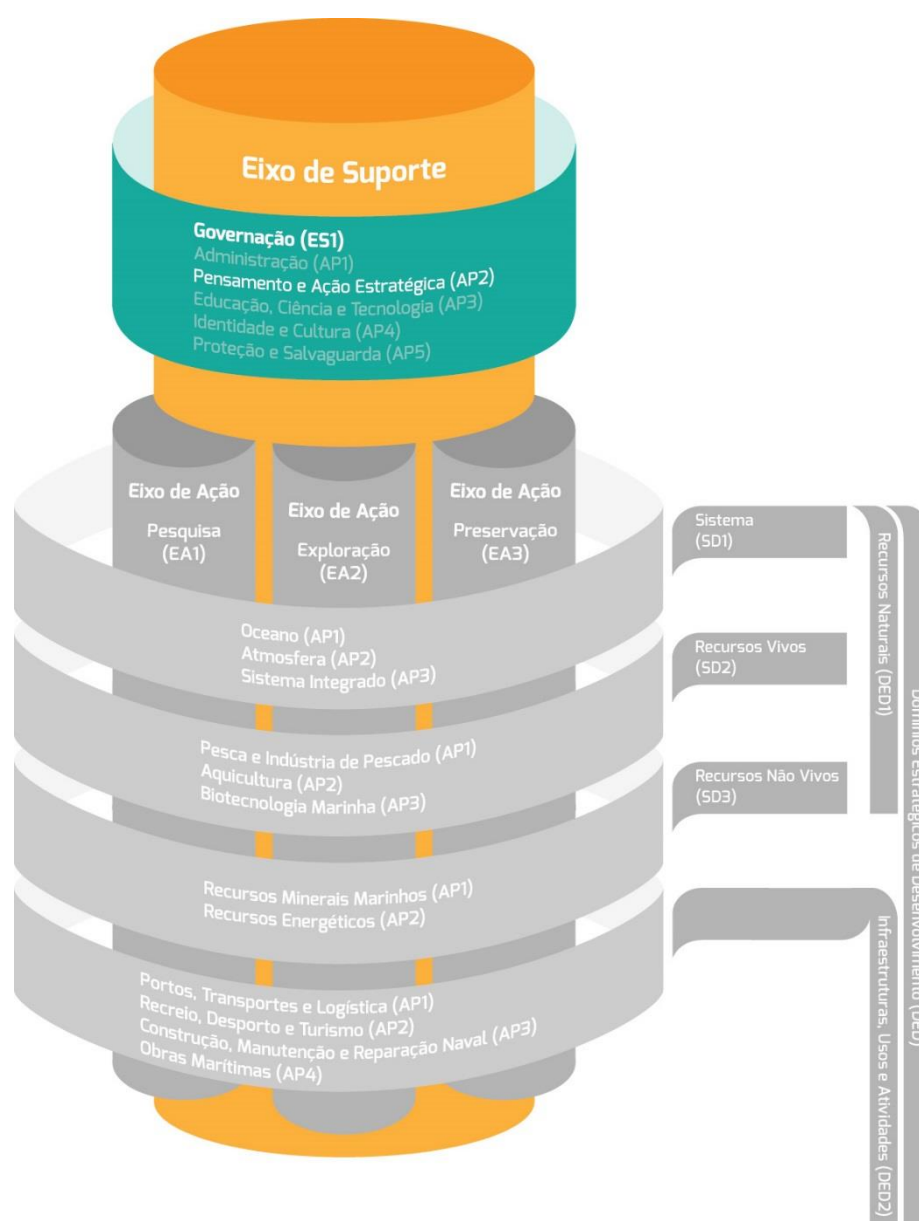 Eixo de Suporte
Governação (ES1)
Administração (AP1)
Pensamento e Ação Estratégica (AP2)
Educação, Ciência e Tecnologia (AP3)
Identidade e Cultura (AP4)
Proteção e Salvaguarda (AP5)
Eixo de Ação
Pesquisa
(EA1)
Eixo de Ação
Exploração
(EA2)
Eixo de Ação
Preservação
(EA3)
Oceano (AP1)
Atmosfera (AP2)
Sistema Integrado (AP3)
Pesca e Indústria de Pescado (AP1)
Aquicultura (AP2)
Biotecnologia Marinha (AP3)
Recursos Minerais Marinhos (AP1)
Recursos Energéticos (AP2)
Portos, Transportes e Logística (AP1)
Recreio, Desporto e Turismo (AP2)
Construção, Manutenção e Reparação Naval (AP3)
Obras Marítimas (AP4)
Sistema
(SD1)
Recursos Vivos
(SD2)
Recursos Não Vivos
(SD3)
Recursos Naturais (DED1)
Infraestruturas, Usos e Atividades (DED2)
Domínios Estratégicos de Desenvolvimento (DED)